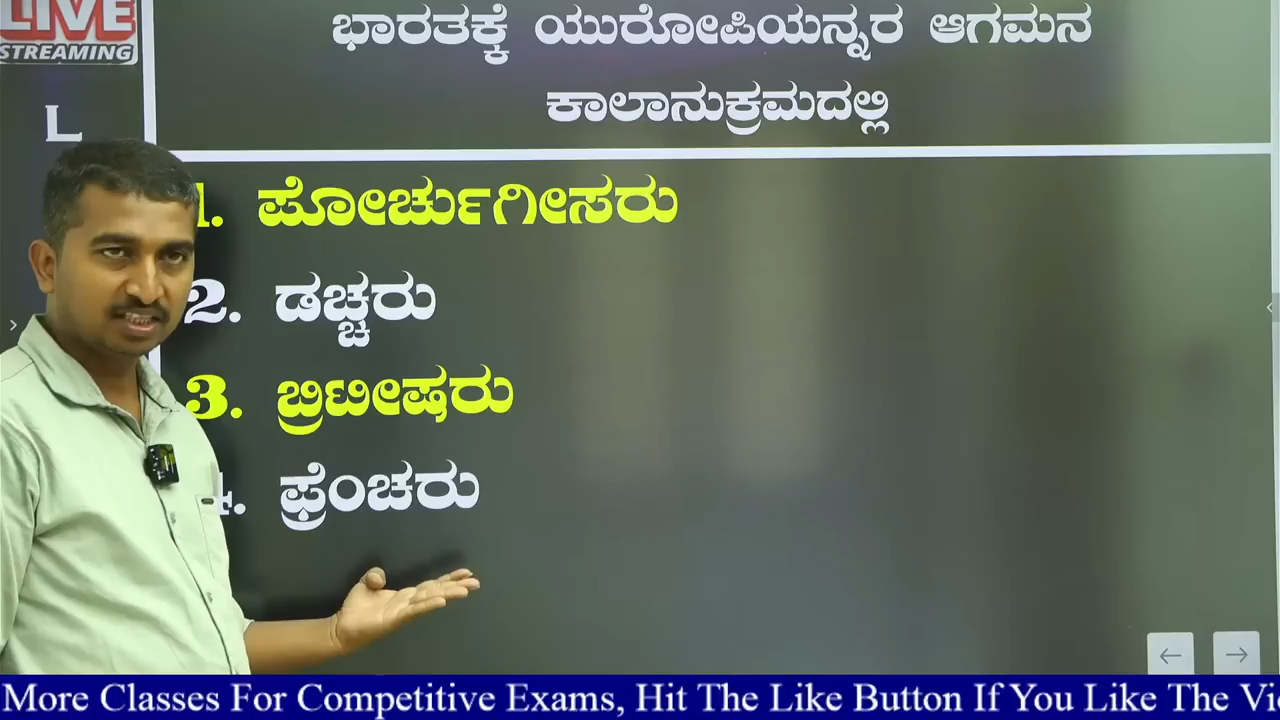 LIVE
STREAMING
ಭಾರತಕ್ಕೆ ಯುರೋಪಿಯನ್ನರ ಆಗಮನ
ಕಾಲಾನುಕ್ರಮದಲ್ಲಿ
L
1. ಪೋರ್ಚುಗೀಸರು
2. ಡಚ್ಚರು
3. ಬ್ರಿಟೀಷರು
4. ಫ್ರೆಂಚರು
More Classes For Competitive Exams, Hit The Like Button If You Like The Vi